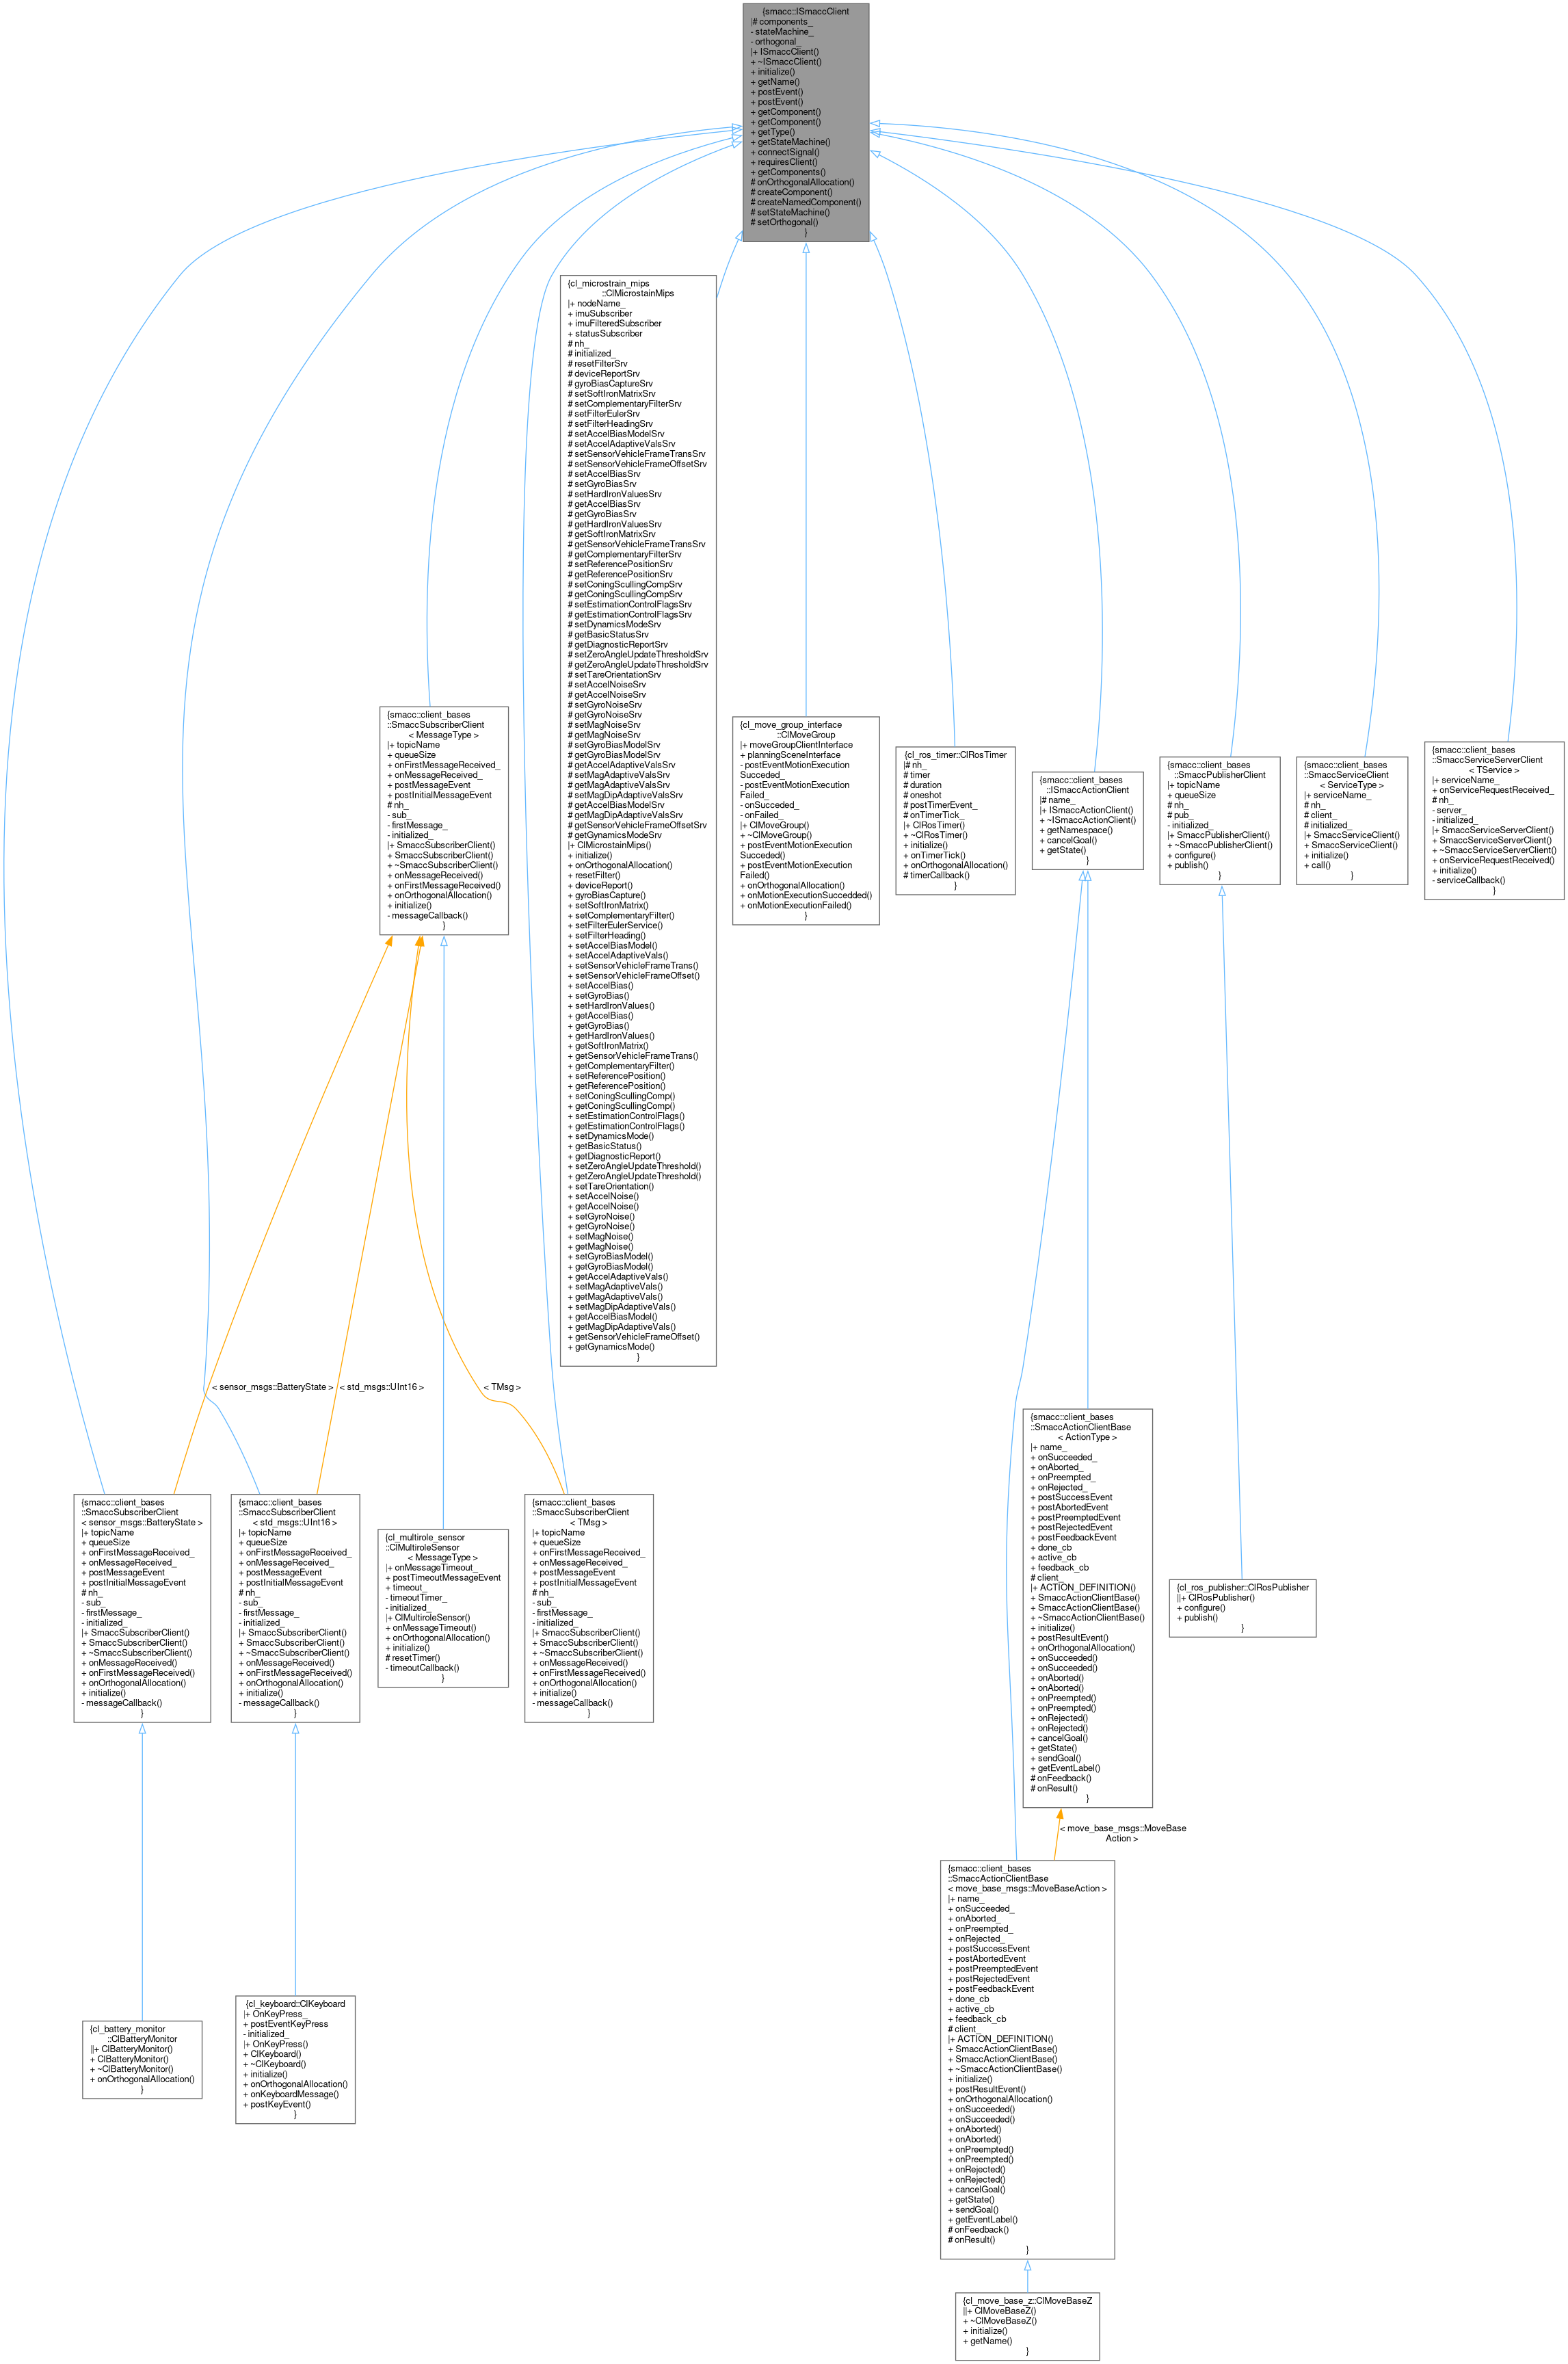 {smacc::ISmaccClient
|# components_
- stateMachine_
- orthogonal_
|+ ISmaccClient()
+ ~ISmaccClient()
+ initialize()
+ getName()
+ postEvent()
+ postEvent()
+ getComponent()
+ getComponent()
+ getType()
+ getStateMachine()
+ connectSignal()
+ requiresClient()
+ getComponents()
# onOrthogonalAllocation()
# createComponent()
# createNamedComponent()
# setStateMachine()
# setOrthogonal()
}
{cl_microstrain_mips
::ClMicrostainMips
|+ nodeName_
+ imuSubscriber
+ imuFilteredSubscriber
+ statusSubscriber
# nh_
# initialized_
# resetFilterSrv
# deviceReportSrv
# gyroBiasCaptureSrv
# setSoftIronMatrixSrv
# setComplementaryFilterSrv
# setFilterEulerSrv
# setFilterHeadingSrv
# setAccelBiasModelSrv
# setAccelAdaptiveValsSrv
# setSensorVehicleFrameTransSrv
# setSensorVehicleFrameOffsetSrv
# setAccelBiasSrv
# setGyroBiasSrv
# setHardIronValuesSrv
# getAccelBiasSrv
# getGyroBiasSrv
# getHardIronValuesSrv
# getSoftIronMatrixSrv
# getSensorVehicleFrameTransSrv
# getComplementaryFilterSrv
# setReferencePositionSrv
# getReferencePositionSrv
# setConingScullingCompSrv
# getConingScullingCompSrv
# setEstimationControlFlagsSrv
# getEstimationControlFlagsSrv
# setDynamicsModeSrv
# getBasicStatusSrv
# getDiagnosticReportSrv
# setZeroAngleUpdateThresholdSrv
# getZeroAngleUpdateThresholdSrv
# setTareOrientationSrv
# setAccelNoiseSrv
# getAccelNoiseSrv
# setGyroNoiseSrv
# getGyroNoiseSrv
# setMagNoiseSrv
# getMagNoiseSrv
# setGyroBiasModelSrv
# getGyroBiasModelSrv
# getAccelAdaptiveValsSrv
# setMagAdaptiveValsSrv
# getMagAdaptiveValsSrv
# setMagDipAdaptiveValsSrv
# getAccelBiasModelSrv
# getMagDipAdaptiveValsSrv
# getSensorVehicleFrameOffsetSrv
# getGynamicsModeSrv
|+ ClMicrostainMips()
+ initialize()
+ onOrthogonalAllocation()
+ resetFilter()
+ deviceReport()
+ gyroBiasCapture()
+ setSoftIronMatrix()
+ setComplementaryFilter()
+ setFilterEulerService()
+ setFilterHeading()
+ setAccelBiasModel()
+ setAccelAdaptiveVals()
+ setSensorVehicleFrameTrans()
+ setSensorVehicleFrameOffset()
+ setAccelBias()
+ setGyroBias()
+ setHardIronValues()
+ getAccelBias()
+ getGyroBias()
+ getHardIronValues()
+ getSoftIronMatrix()
+ getSensorVehicleFrameTrans()
+ getComplementaryFilter()
+ setReferencePosition()
+ getReferencePosition()
+ setConingScullingComp()
+ getConingScullingComp()
+ setEstimationControlFlags()
+ getEstimationControlFlags()
+ setDynamicsMode()
+ getBasicStatus()
+ getDiagnosticReport()
+ setZeroAngleUpdateThreshold()
+ getZeroAngleUpdateThreshold()
+ setTareOrientation()
+ setAccelNoise()
+ getAccelNoise()
+ setGyroNoise()
+ getGyroNoise()
+ setMagNoise()
+ getMagNoise()
+ setGyroBiasModel()
+ getGyroBiasModel()
+ getAccelAdaptiveVals()
+ setMagAdaptiveVals()
+ getMagAdaptiveVals()
+ setMagDipAdaptiveVals()
+ getAccelBiasModel()
+ getMagDipAdaptiveVals()
+ getSensorVehicleFrameOffset()
+ getGynamicsMode()
}
{smacc::client_bases
::SmaccSubscriberClient
< MessageType >
|+ topicName
+ queueSize
+ onFirstMessageReceived_
+ onMessageReceived_
+ postMessageEvent
+ postInitialMessageEvent
# nh_
- sub_
- firstMessage_
- initialized_
|+ SmaccSubscriberClient()
+ SmaccSubscriberClient()
+ ~SmaccSubscriberClient()
+ onMessageReceived()
+ onFirstMessageReceived()
+ onOrthogonalAllocation()
+ initialize()
- messageCallback()
}
{cl_move_group_interface
::ClMoveGroup
|+ moveGroupClientInterface
+ planningSceneInterface
- postEventMotionExecution
Succeded_
- postEventMotionExecution
Failed_
- onSucceded_
- onFailed_
|+ ClMoveGroup()
+ ~ClMoveGroup()
+ postEventMotionExecution
Succeded()
+ postEventMotionExecution
Failed()
+ onOrthogonalAllocation()
+ onMotionExecutionSuccedded()
+ onMotionExecutionFailed()
}
{cl_ros_timer::ClRosTimer
|# nh_
# timer
# duration
# oneshot
# postTimerEvent_
# onTimerTick_
|+ ClRosTimer()
+ ~ClRosTimer()
+ initialize()
+ onTimerTick()
+ onOrthogonalAllocation()
# timerCallback()
}
{smacc::client_bases
::ISmaccActionClient
|# name_
|+ ISmaccActionClient()
+ ~ISmaccActionClient()
+ getNamespace()
+ cancelGoal()
+ getState()
}
{smacc::client_bases
::SmaccPublisherClient
|+ topicName
+ queueSize
# nh_
# pub_
- initialized_
|+ SmaccPublisherClient()
+ ~SmaccPublisherClient()
+ configure()
+ publish()
}
{smacc::client_bases
::SmaccServiceClient
< ServiceType >
|+ serviceName_
# nh_
# client_
# initialized_
|+ SmaccServiceClient()
+ SmaccServiceClient()
+ initialize()
+ call()
}
{smacc::client_bases
::SmaccServiceServerClient
< TService >
|+ serviceName_
+ onServiceRequestReceived_
# nh_
- server_
- initialized_
|+ SmaccServiceServerClient()
+ SmaccServiceServerClient()
+ ~SmaccServiceServerClient()
+ onServiceRequestReceived()
+ initialize()
- serviceCallback()
}
< sensor_msgs::BatteryState >
< std_msgs::UInt16 >
< TMsg >
{smacc::client_bases
::SmaccSubscriberClient
< sensor_msgs::BatteryState >
|+ topicName
+ queueSize
+ onFirstMessageReceived_
+ onMessageReceived_
+ postMessageEvent
+ postInitialMessageEvent
# nh_
- sub_
- firstMessage_
- initialized_
|+ SmaccSubscriberClient()
+ SmaccSubscriberClient()
+ ~SmaccSubscriberClient()
+ onMessageReceived()
+ onFirstMessageReceived()
+ onOrthogonalAllocation()
+ initialize()
- messageCallback()
}
{smacc::client_bases
::SmaccSubscriberClient
< std_msgs::UInt16 >
|+ topicName
+ queueSize
+ onFirstMessageReceived_
+ onMessageReceived_
+ postMessageEvent
+ postInitialMessageEvent
# nh_
- sub_
- firstMessage_
- initialized_
|+ SmaccSubscriberClient()
+ SmaccSubscriberClient()
+ ~SmaccSubscriberClient()
+ onMessageReceived()
+ onFirstMessageReceived()
+ onOrthogonalAllocation()
+ initialize()
- messageCallback()
}
{cl_multirole_sensor
::ClMultiroleSensor
< MessageType >
|+ onMessageTimeout_
+ postTimeoutMessageEvent
+ timeout_
- timeoutTimer_
- initialized_
|+ ClMultiroleSensor()
+ onMessageTimeout()
+ onOrthogonalAllocation()
+ initialize()
# resetTimer()
- timeoutCallback()
}
{smacc::client_bases
::SmaccSubscriberClient
< TMsg >
|+ topicName
+ queueSize
+ onFirstMessageReceived_
+ onMessageReceived_
+ postMessageEvent
+ postInitialMessageEvent
# nh_
- sub_
- firstMessage_
- initialized_
|+ SmaccSubscriberClient()
+ SmaccSubscriberClient()
+ ~SmaccSubscriberClient()
+ onMessageReceived()
+ onFirstMessageReceived()
+ onOrthogonalAllocation()
+ initialize()
- messageCallback()
}
{smacc::client_bases
::SmaccActionClientBase
< ActionType >
|+ name_
+ onSucceeded_
+ onAborted_
+ onPreempted_
+ onRejected_
+ postSuccessEvent
+ postAbortedEvent
+ postPreemptedEvent
+ postRejectedEvent
+ postFeedbackEvent
+ done_cb
+ active_cb
+ feedback_cb
# client_
|+ ACTION_DEFINITION()
+ SmaccActionClientBase()
+ SmaccActionClientBase()
+ ~SmaccActionClientBase()
+ initialize()
+ postResultEvent()
+ onOrthogonalAllocation()
+ onSucceeded()
+ onSucceeded()
+ onAborted()
+ onAborted()
+ onPreempted()
+ onPreempted()
+ onRejected()
+ onRejected()
+ cancelGoal()
+ getState()
+ sendGoal()
+ getEventLabel()
# onFeedback()
# onResult()
}
{cl_ros_publisher::ClRosPublisher
||+ ClRosPublisher()
+ configure()
+ publish()
}
< move_base_msgs::MoveBase
Action >
{smacc::client_bases
::SmaccActionClientBase
< move_base_msgs::MoveBaseAction >
|+ name_
+ onSucceeded_
+ onAborted_
+ onPreempted_
+ onRejected_
+ postSuccessEvent
+ postAbortedEvent
+ postPreemptedEvent
+ postRejectedEvent
+ postFeedbackEvent
+ done_cb
+ active_cb
+ feedback_cb
# client_
|+ ACTION_DEFINITION()
+ SmaccActionClientBase()
+ SmaccActionClientBase()
+ ~SmaccActionClientBase()
+ initialize()
+ postResultEvent()
+ onOrthogonalAllocation()
+ onSucceeded()
+ onSucceeded()
+ onAborted()
+ onAborted()
+ onPreempted()
+ onPreempted()
+ onRejected()
+ onRejected()
+ cancelGoal()
+ getState()
+ sendGoal()
+ getEventLabel()
# onFeedback()
# onResult()
}
{cl_battery_monitor
::ClBatteryMonitor
||+ ClBatteryMonitor()
+ ClBatteryMonitor()
+ ~ClBatteryMonitor()
+ onOrthogonalAllocation()
}
{cl_keyboard::ClKeyboard
|+ OnKeyPress_
+ postEventKeyPress
- initialized_
|+ OnKeyPress()
+ ClKeyboard()
+ ~ClKeyboard()
+ initialize()
+ onOrthogonalAllocation()
+ onKeyboardMessage()
+ postKeyEvent()
}
{cl_move_base_z::ClMoveBaseZ
||+ ClMoveBaseZ()
+ ~ClMoveBaseZ()
+ initialize()
+ getName()
}